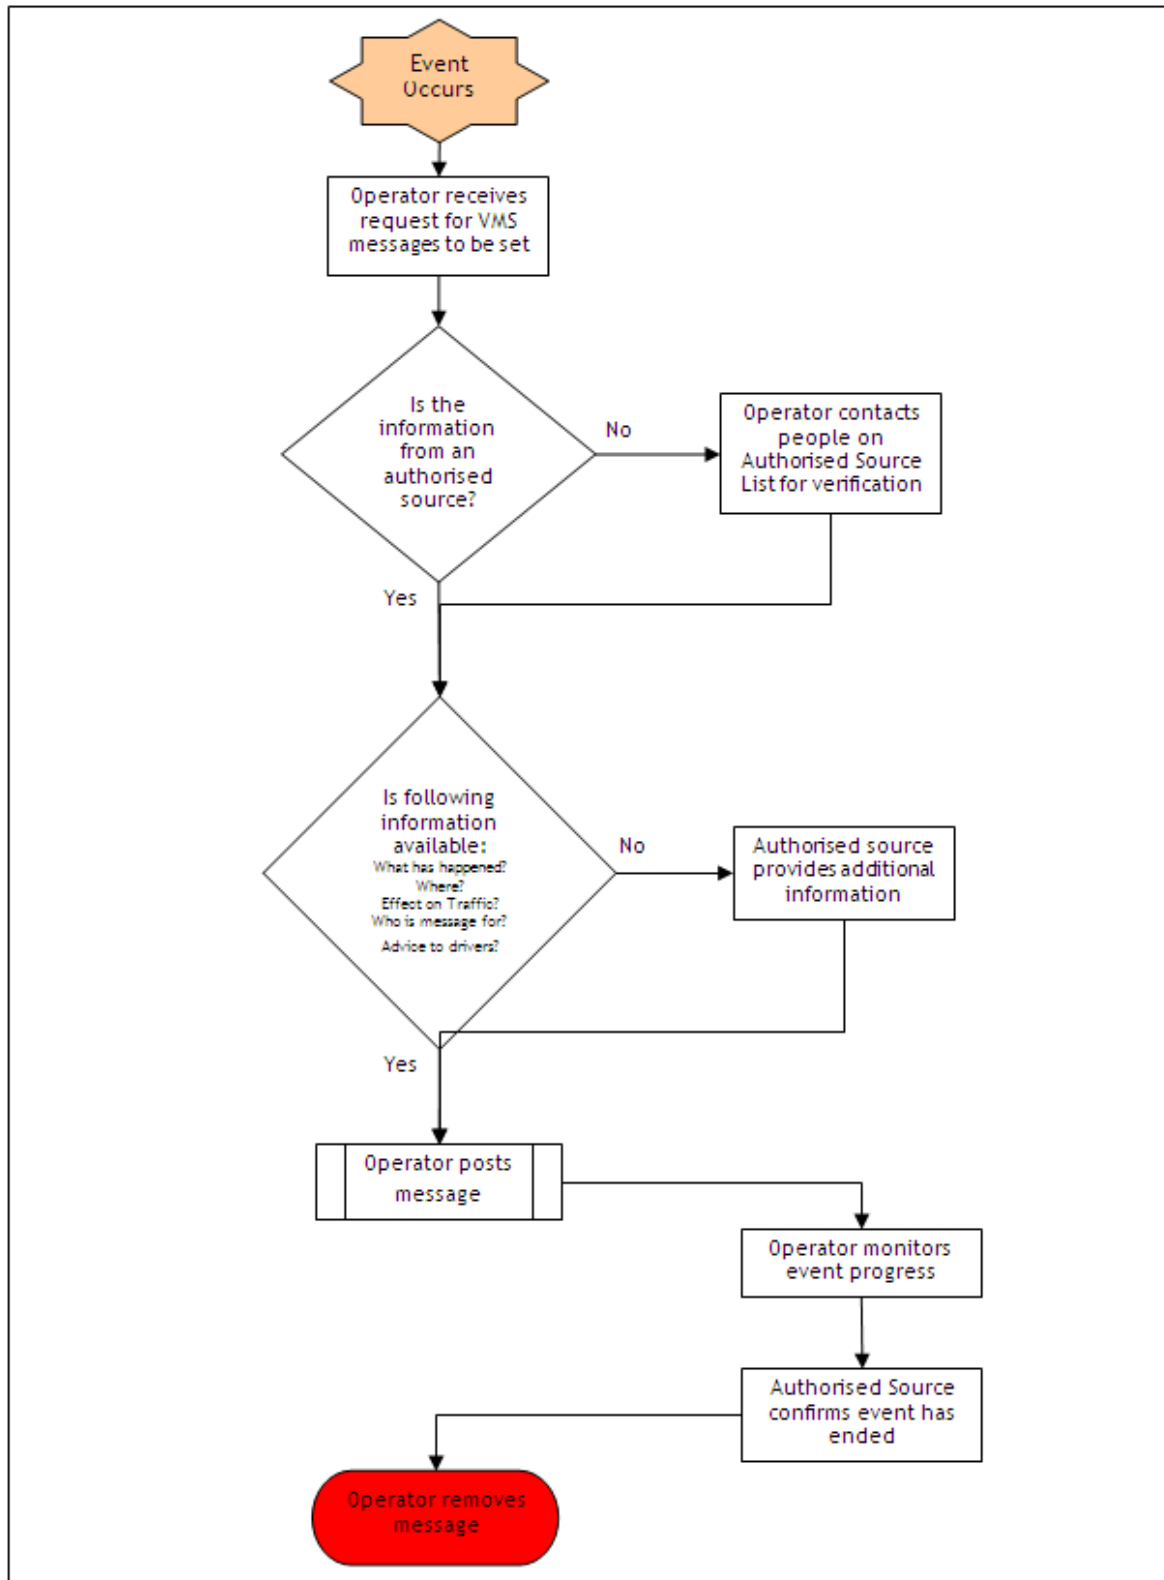 Event
Occurs
Operator receives
request for VMS
messages to be set
Is the
information
from an
authorised
source?
No
Operator contacts
people on
Authorised Source
List for verification
Yes
Is following
information
available:
What has happened?
Where?
Effect on Traffic?
Who is message for?
Advice to drivers?
No
Authorised source
provides additional
information
Yes
Operator posts
message
Operator monitors
event progress
Authorised Source
confirms event has
ended
Operator removes
message